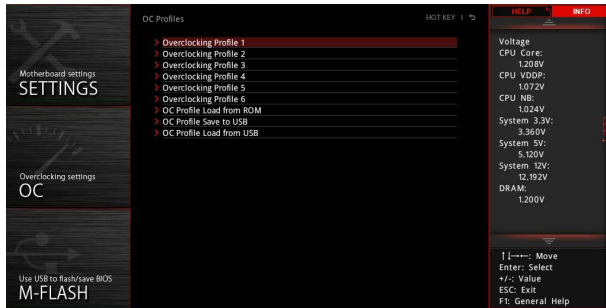 OC Profiles
HOT KEY |
HELP
INFO
Motherboard settings
SETTINGS
Overclocking settings
OC
Use USB to flash/save BIOS
M-FLASH
Overclocking Profile 1
Overclocking Profile 2
Overclocking Profile 3
Overclocking Profile 4
Overclocking Profile 5
Overclocking Profile 6
OC Profile Load from ROM
OC Profile Save to USB
OC Profile Load from USB
Voltage
CPU Core:
1.208V
CPU VDDP:
1.072V
CPU NB:
1.024V
System 3.3V:
3.360V
System 5V:
5.120V
System 12V:
12.192V
DRAM:
1.200V
↑↓→←: Move
Enter: Select
+/-: Value
ESC: Exit
F1: General Help